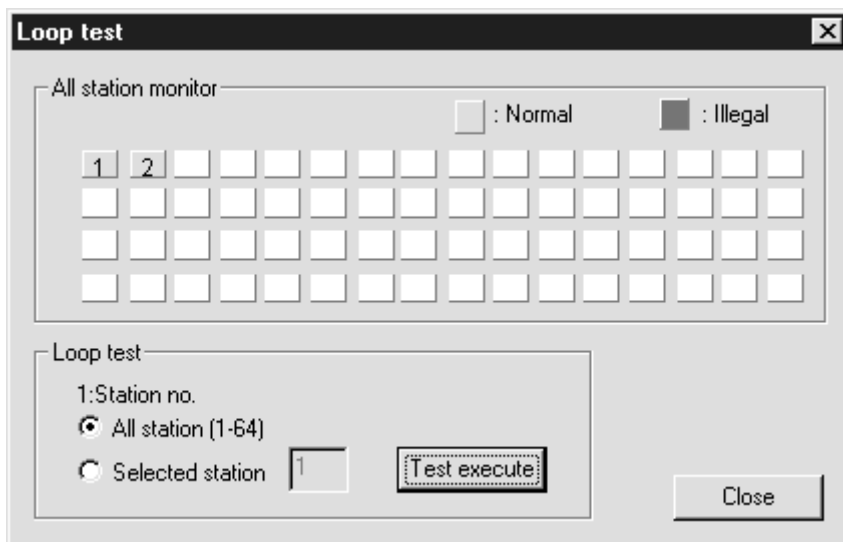 Loop test
All station monitor
: Normal : Illegal
1 2
Loop test
1:Station no.
All station (1-64)
Selected station 1 Test execute
Close